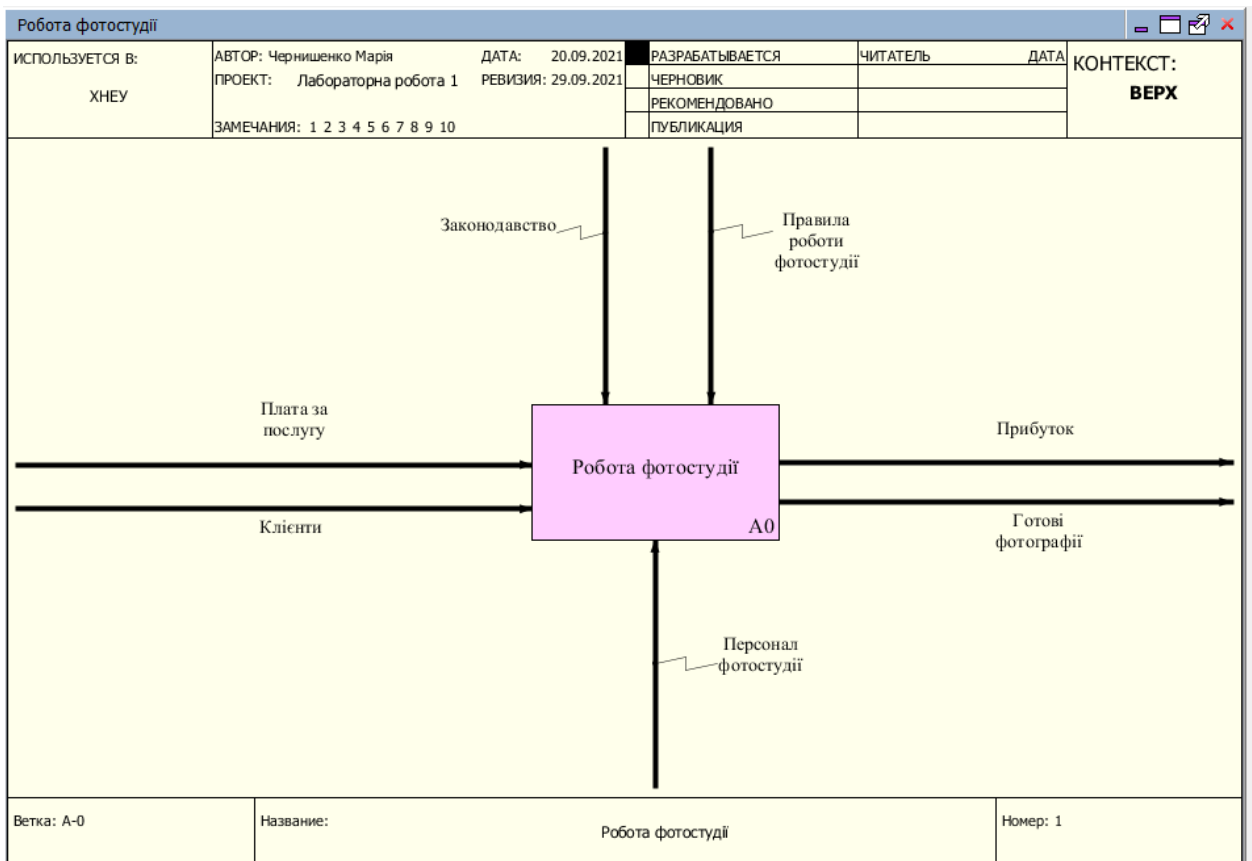 Робота фотостудії
ИСПОЛЬЗУЕТСЯ В:
ХНЕУ
АВТОР: Чернишенко Марія
ДАТА: 20.09.2021
ПРОЕКТ: Лабораторна робота 1
РЕВИЗИЯ: 29.09.2021
ЗАМЕЧАНИЯ: 1 2 3 4 5 6 7 8 9 10
РАЗРАБАТЫВАЕТСЯ
ЧЕРНОВИК
РЕКОМЕНДОВАНО
ПУБЛИКАЦИЯ
ЧИТАТЕЛЬ
ДАТА
КОНТЕКСТ:
ВЕРХ
Законодавство
Правила
роботи
фотостудії
Плата за
послугу
Клієнти
Робота фотостудії
A0
Прибуток
Готові
фотографії
Персонал
фотостудії
Ветка: A-0
Название:
Робота фотостудії
Номер: 1